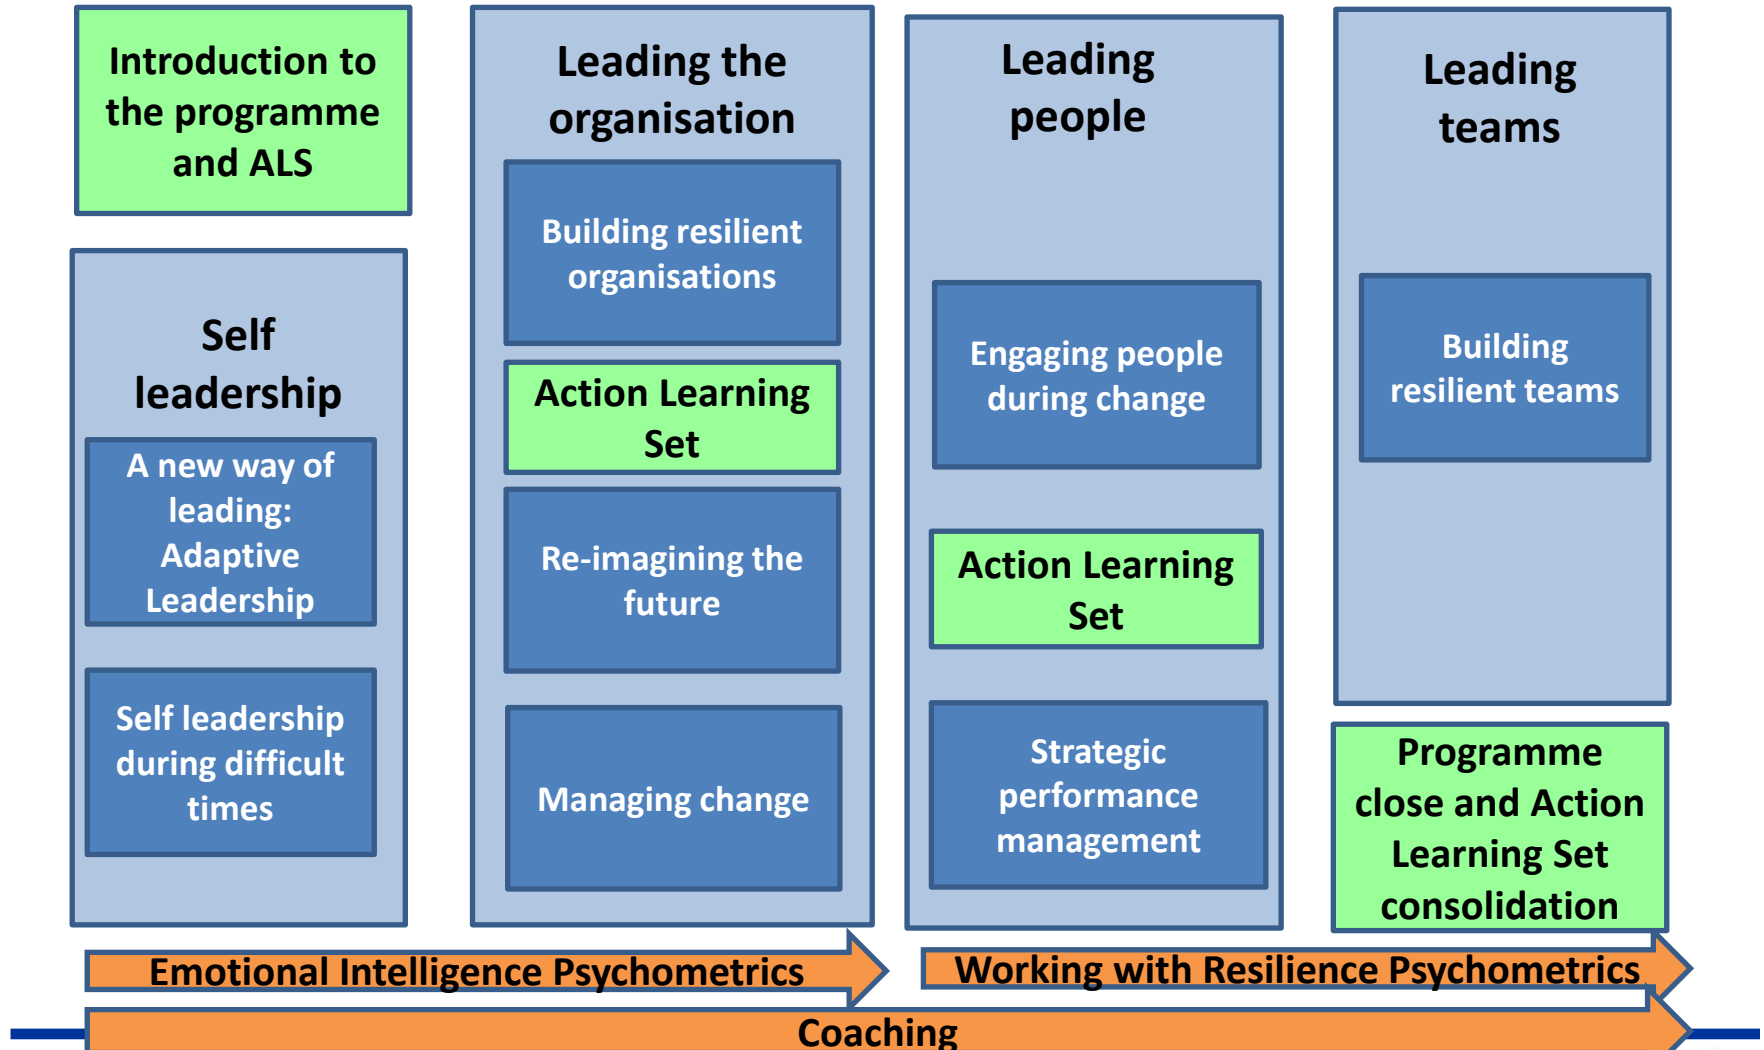 Introduction to
the programme
and ALS
Self
leadership
A new way of
leading:
Adaptive
Leadership
Self leadership
during difficult
times
Leading the
organisation
Building resilient
organisations
Action Learning
Set
Re-imagining the
future
Managing change
Leading
people
Engaging people
during change
Action Learning
Set
Strategic
performance
management
Leading
teams
Building
resilient teams
Programme
close and Action
Learning Set
consolidation
Emotional Intelligence Psychometrics
Working with Resilience Psychometrics
Coaching